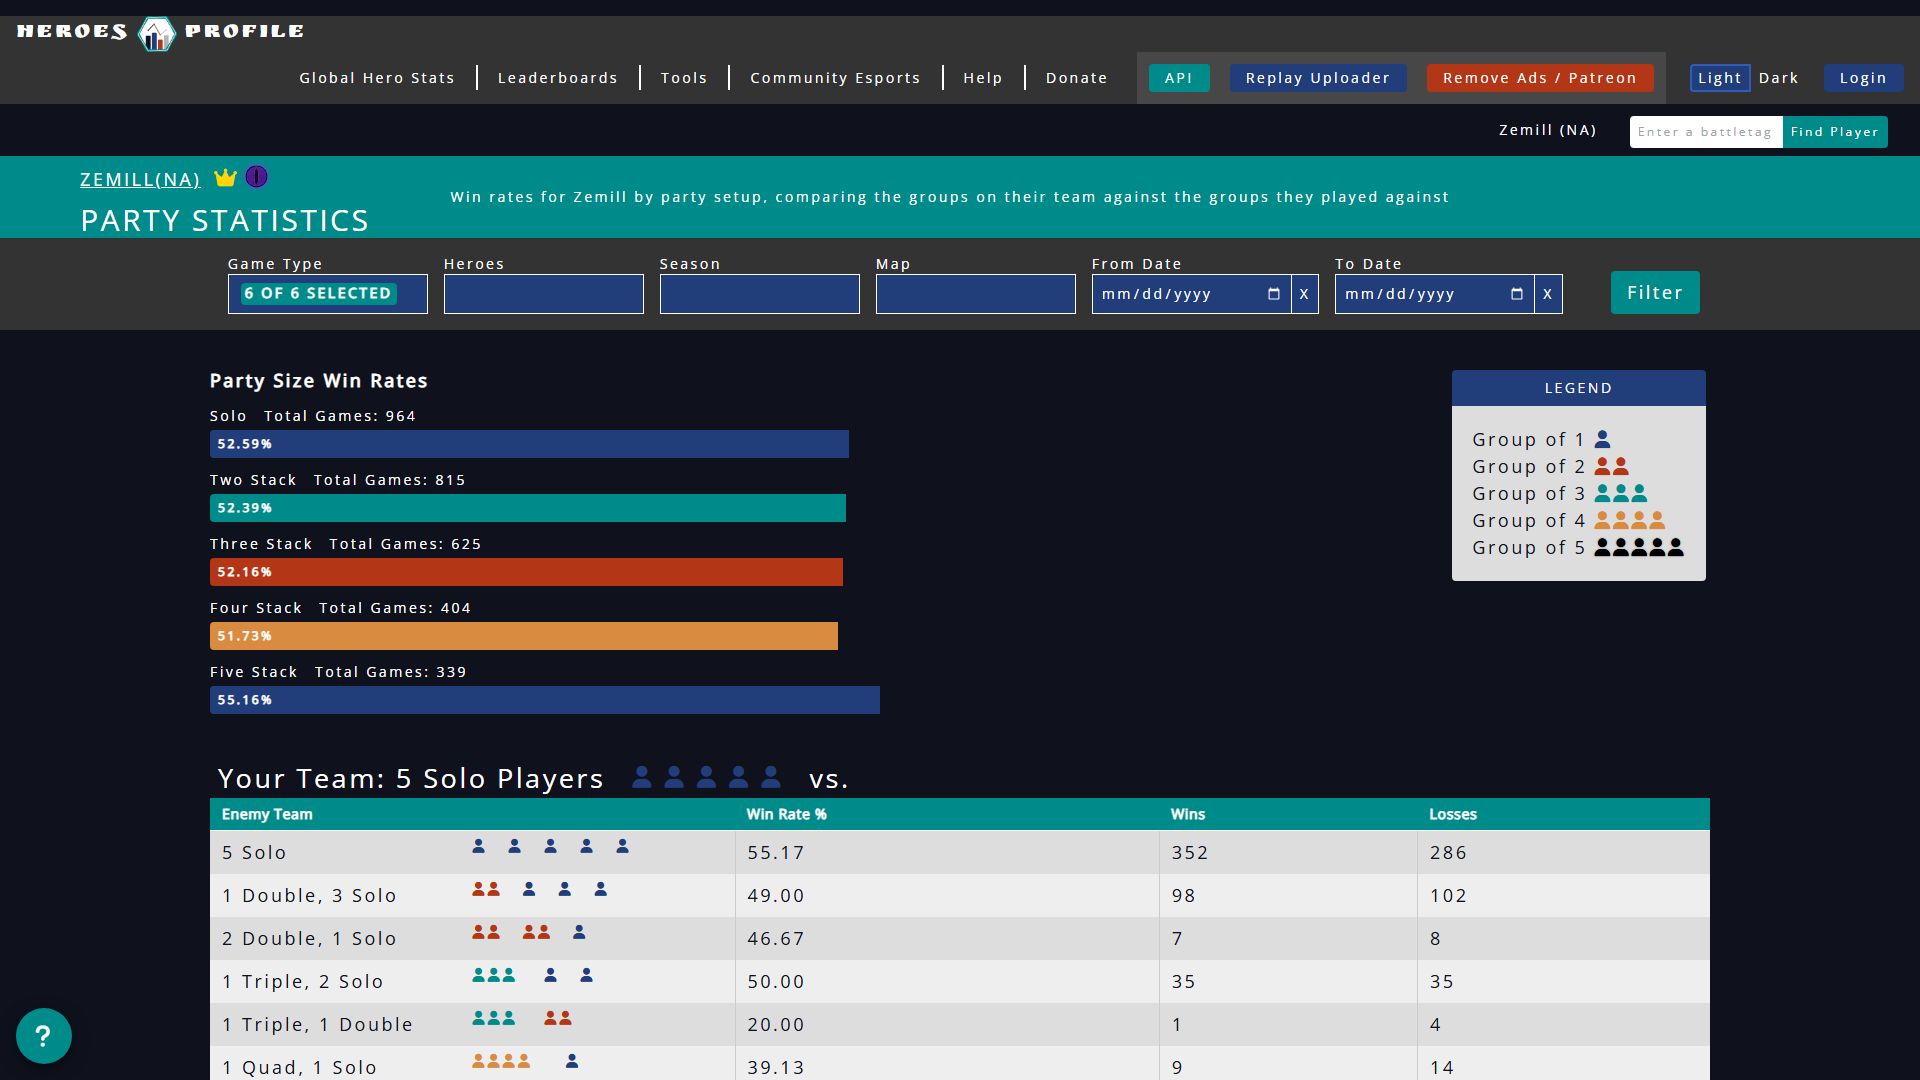 HEROES PROFILE
Global Hero Stats
Leaderboards
Tools
Community Esports
Help
Donate
API
Replay Uploader
Remove Ads / Patreon
Light
Dark
Login
Zemill (NA)
Enter a battletag
Find Player
ZEMILL(NA)
PARTY STATISTICS
Win rates for Zemill by party setup, comparing the groups on their team against the groups they played against
Game Type
Heroes
Season
Map
From Date
To Date
6 OF 6 SELECTED
mm/dd/yyyy
X
mm/dd/yyyy
X
Filter
Party Size Win Rates
Solo Total Games: 964
52.59%
Two Stack Total Games: 815
52.39%
Three Stack Total Games: 625
52.16%
Four Stack Total Games: 404
51.73%
Five Stack Total Games: 339
55.16%
LEGEND
Group of 1
Group of 2
Group of 3
Group of 4
Group of 5
Your Team: 5 Solo Players vs.
Enemy Team Win Rate % Wins Losses
5 Solo 55.17 352 286
1 Double, 3 Solo 49.00 98 102
2 Double, 1 Solo 46.67 7 8
1 Triple, 2 Solo 50.00 35 35
1 Triple, 1 Double 20.00 1 4
1 Quad, 1 Solo 39.13 9 14
?